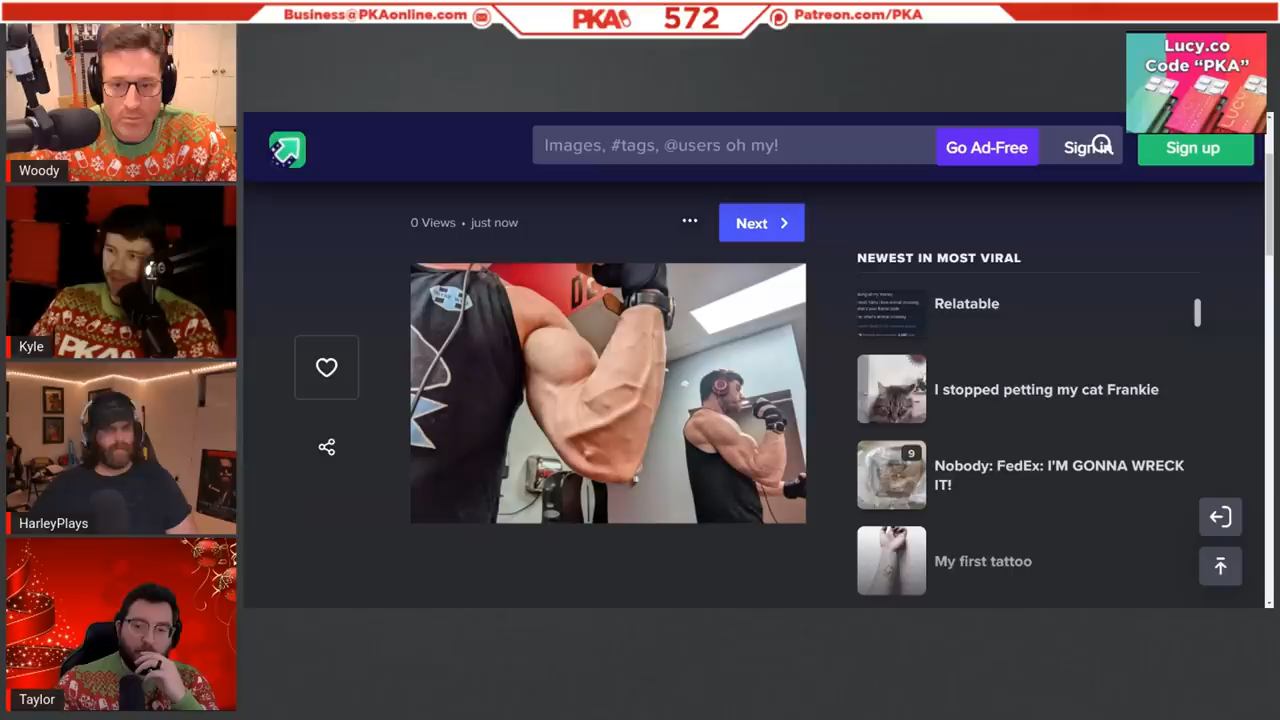 Business@PKAonline.com
PKA
572
Patreon.com/PKA
Lucy.co
Code "PKA"
Woody
Images, #tags, @users oh my!
Go Ad-Free
Sign in
Sign up
0 Views • just now
Next
NEWEST IN MOST VIRAL
Relatable
Kyle
PKA
I stopped petting my cat Frankie
9
Nobody: FedEx: I'M GONNA WRECK
IT!
HarleyPlays
My first tattoo
Taylor